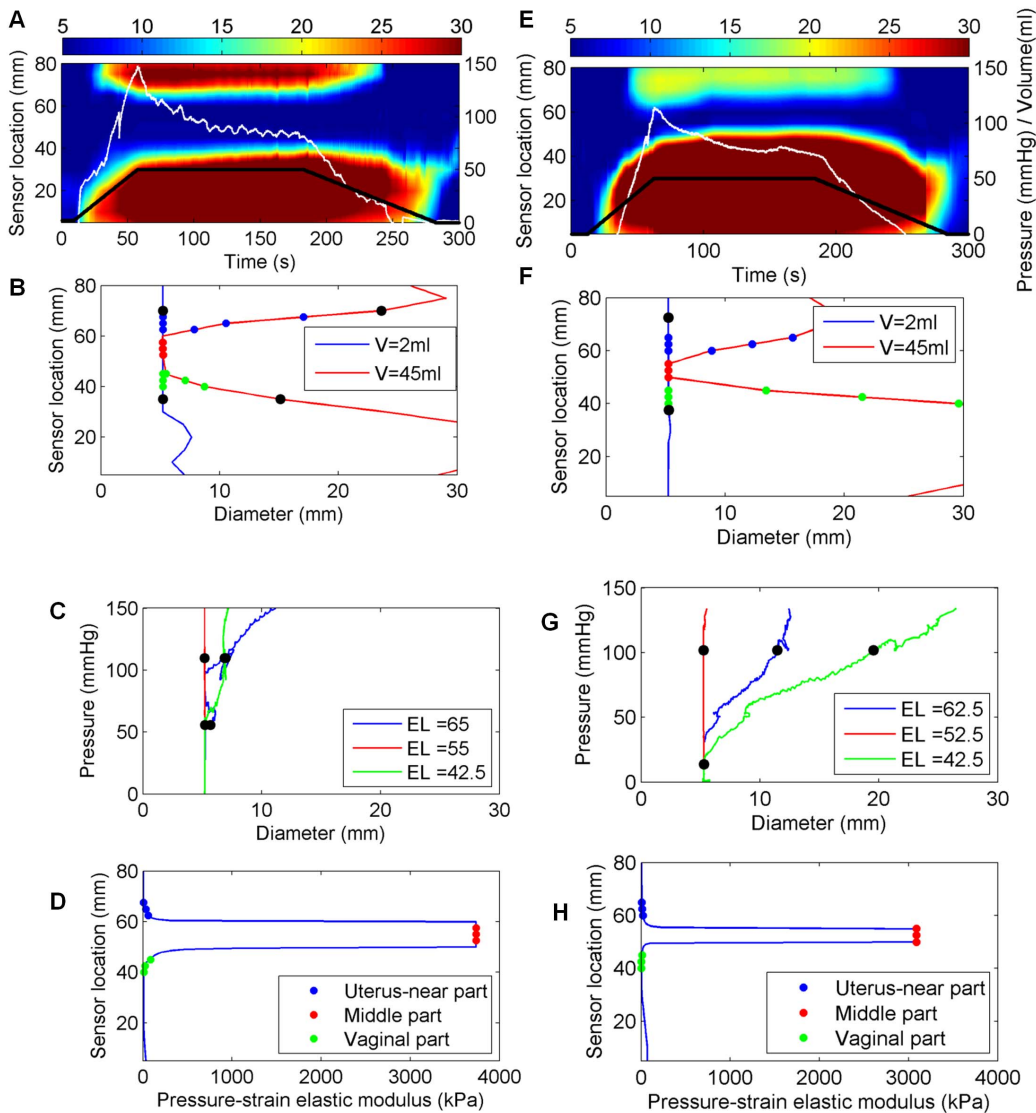 A
5 10 15 20 25 30
Sensor location (mm)
80
60
40
20
150
100
50
0
0 50 100 150 200 250 300
Time (s)
E
5 10 15 20 25 30
Sensor location (mm)
80
60
40
20
150
100
50
0
Pressure (mmHg) / Volume(ml)
0 100 200 300
Time (s)
B
Sensor location (mm)
80
60
40
20
V=2ml
V=45ml
0 10 20 30
Diameter (mm)
F
Sensor location (mm)
80
60
40
20
V=2ml
V=45ml
0 10 20 30
Diameter (mm)
C
Pressure (mmHg)
150
100
50
0
EL =65
EL =55
EL =42.5
0 10 20 30
Diameter (mm)
G
Pressure (mmHg)
150
100
50
0
EL =62.5
EL =52.5
EL =42.5
0 10 20 30
Diameter (mm)
D
Sensor location (mm)
80
60
40
20
Uterus-near part
Middle part
Vaginal part
0 1000 2000 3000 4000
Pressure-strain elastic modulus (kPa)
H
Sensor location (mm)
80
60
40
20
Uterus-near part
Middle part
Vaginal part
0 1000 2000 3000 4000
Pressure-strain elastic modulus (kPa)